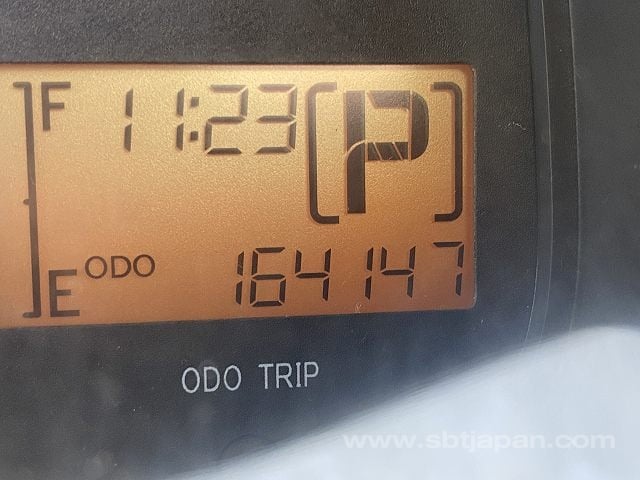 F 11:23 [P]
E ODO 164147
ODO TRIP
www.sbtjapan.com